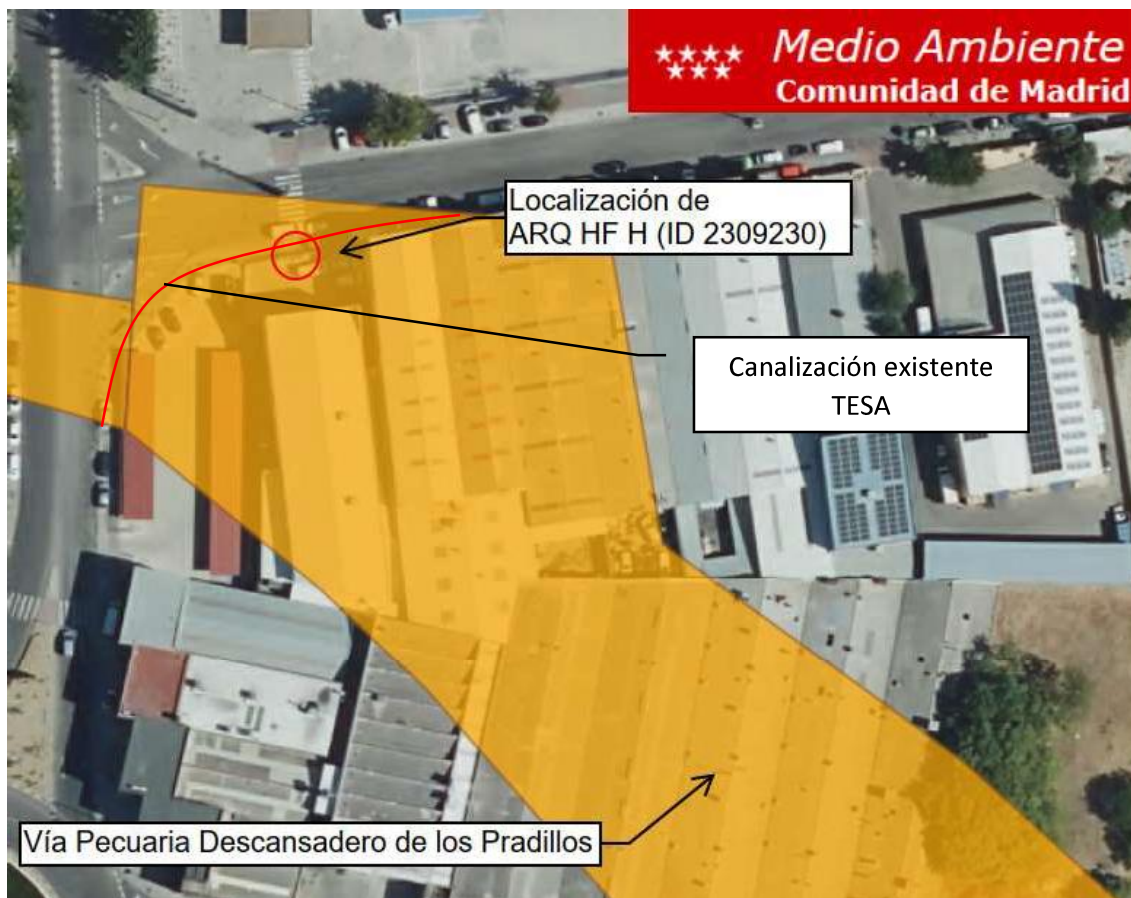 Medio Ambiente
Comunidad de Madrid
Localización de
ARQ HF H (ID 2309230)
Canalización existente
TESA
Vía Pecuaria Descansadero de los Pradillos